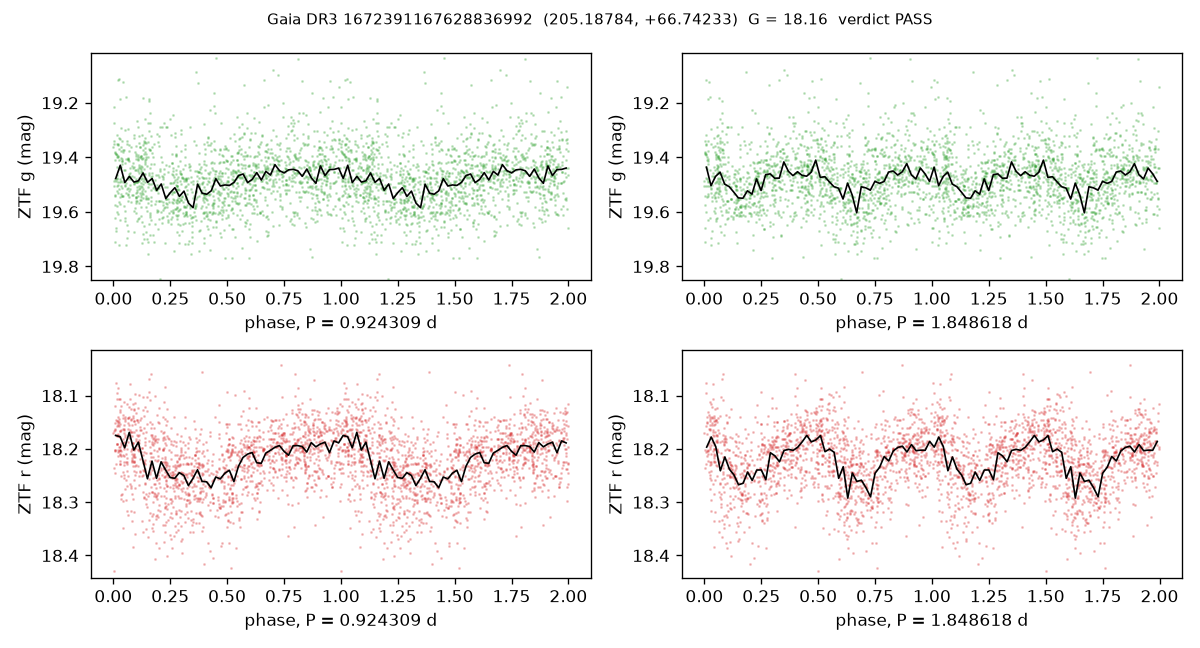 Gaia DR3 1672391167628836992  (205.18784, +66.74233)  G = 18.16  verdict PASS
ZTF g (mag)
19.2
19.4
19.6
19.8
0.00 0.25 0.50 0.75 1.00 1.25 1.50 1.75 2.00
phase, P = 0.924309 d
ZTF g (mag)
19.2
19.4
19.6
19.8
0.00 0.25 0.50 0.75 1.00 1.25 1.50 1.75 2.00
phase, P = 1.848618 d
ZTF r (mag)
18.1
18.2
18.3
18.4
0.00 0.25 0.50 0.75 1.00 1.25 1.50 1.75 2.00
phase, P = 0.924309 d
ZTF r (mag)
18.1
18.2
18.3
18.4
0.00 0.25 0.50 0.75 1.00 1.25 1.50 1.75 2.00
phase, P = 1.848618 d